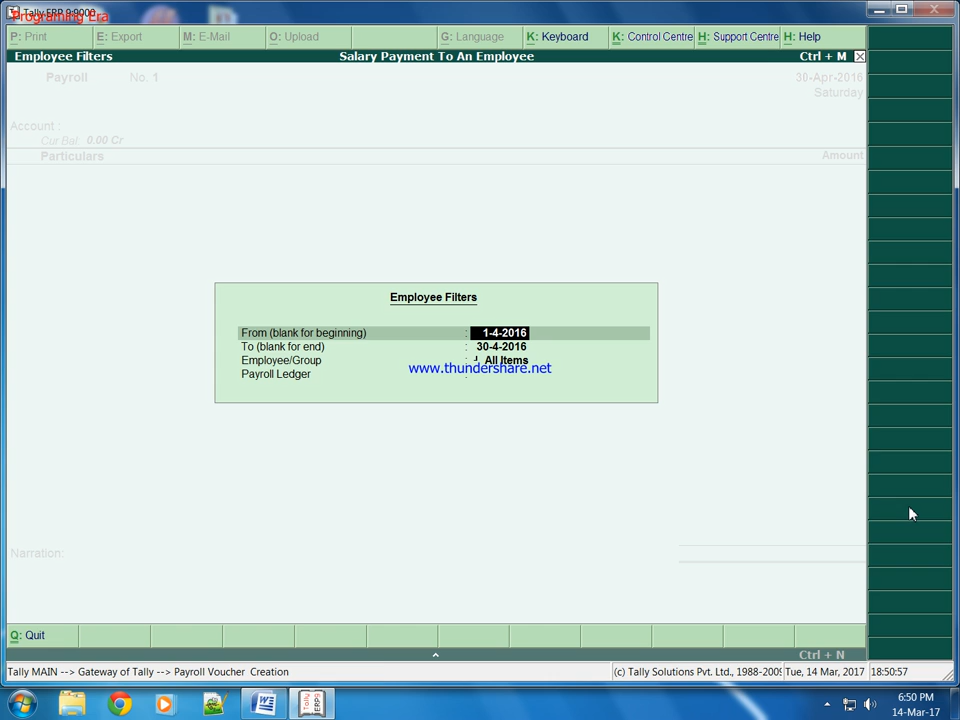 Tally.ERP 9:9000
Programing Era
P: Print
E: Export
M: E-Mail
O: Upload
G: Language
K: Keyboard
K: Control Centre
H: Support Centre
H: Help
Employee Filters
Salary Payment To An Employee
Ctrl + M
Payroll
No. 1
30-Apr-2016
Saturday
Account :
Cur Bal: 0.00 Cr
Particulars
Amount
Employee Filters
From (blank for beginning) : 1-4-2016
To (blank for end) : 30-4-2016
Employee/Group : All Items
www.thundershare.net
Payroll Ledger :
Narration:
Q: Quit
Ctrl + N
Tally MAIN --> Gateway of Tally --> Payroll Voucher Creation
(c) Tally Solutions Pvt. Ltd., 1988-2009
Tue, 14 Mar, 2017
18:50:57
6:50 PM
14-Mar-17